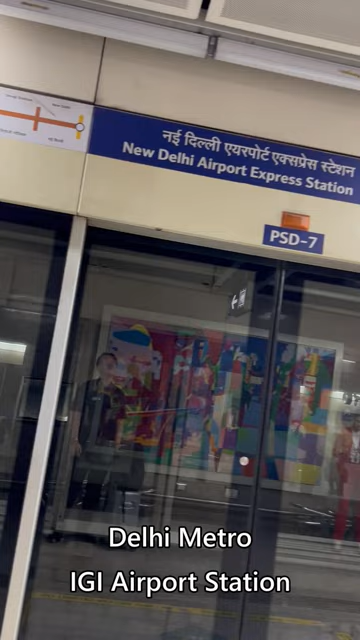 नई दिल्ली एयरपोर्ट एक्सप्रेस स्टेशन
New Delhi Airport Express Station
PSD-7
Delhi Metro
IGI Airport Station